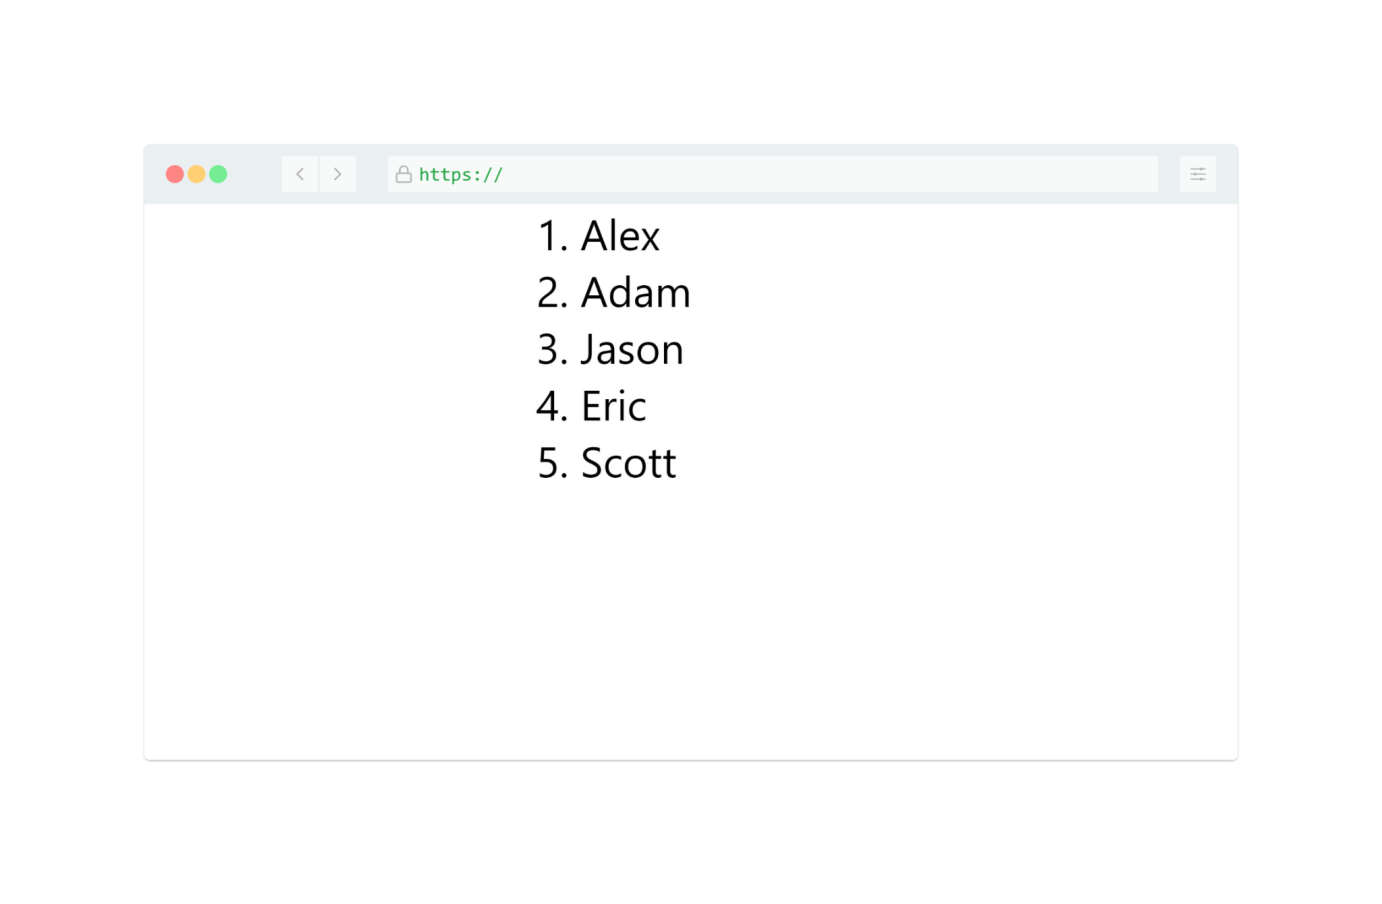 https://
1. Alex
2. Adam
3. Jason
4. Eric
5. Scott